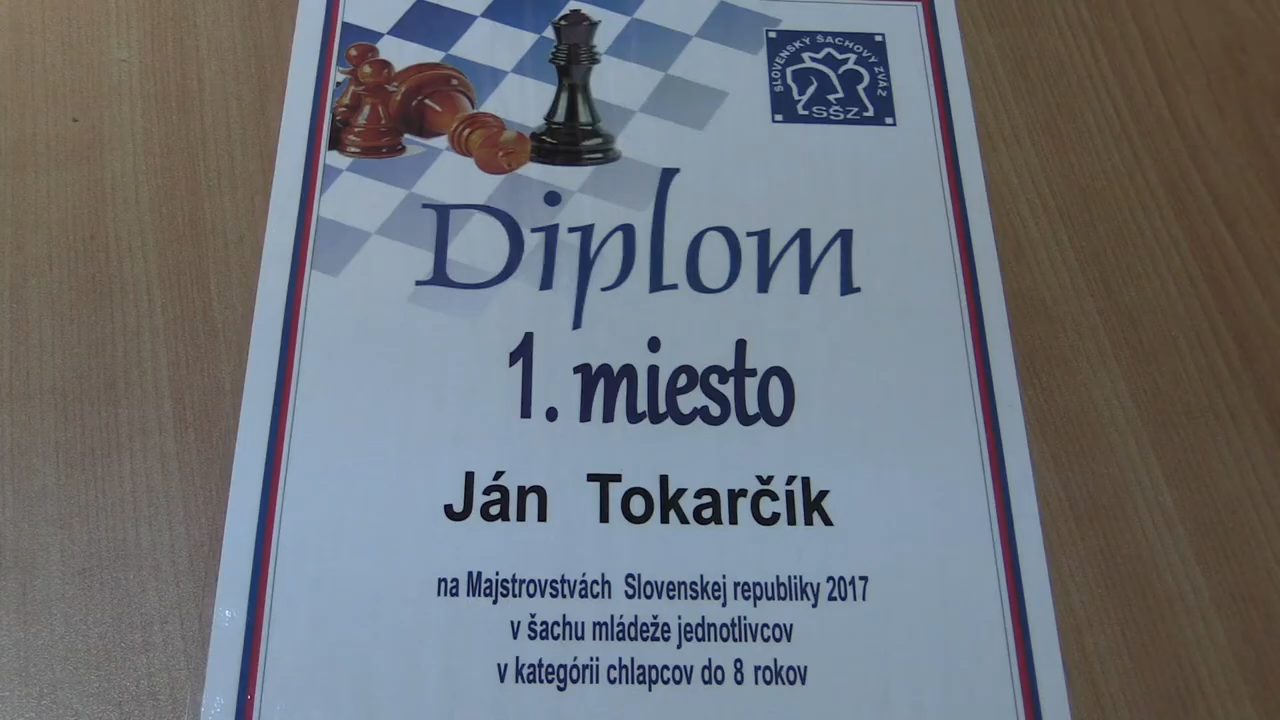 SLOVENSKÝ ŠACHOVÝ ZVÄZ
SŠZ
Diplom
1. miesto
Ján Tokarčík
na Majstrovstvách Slovenskej republiky 2017
v šachu mládeže jednotlivcov
v kategórii chlapcov do 8 rokov